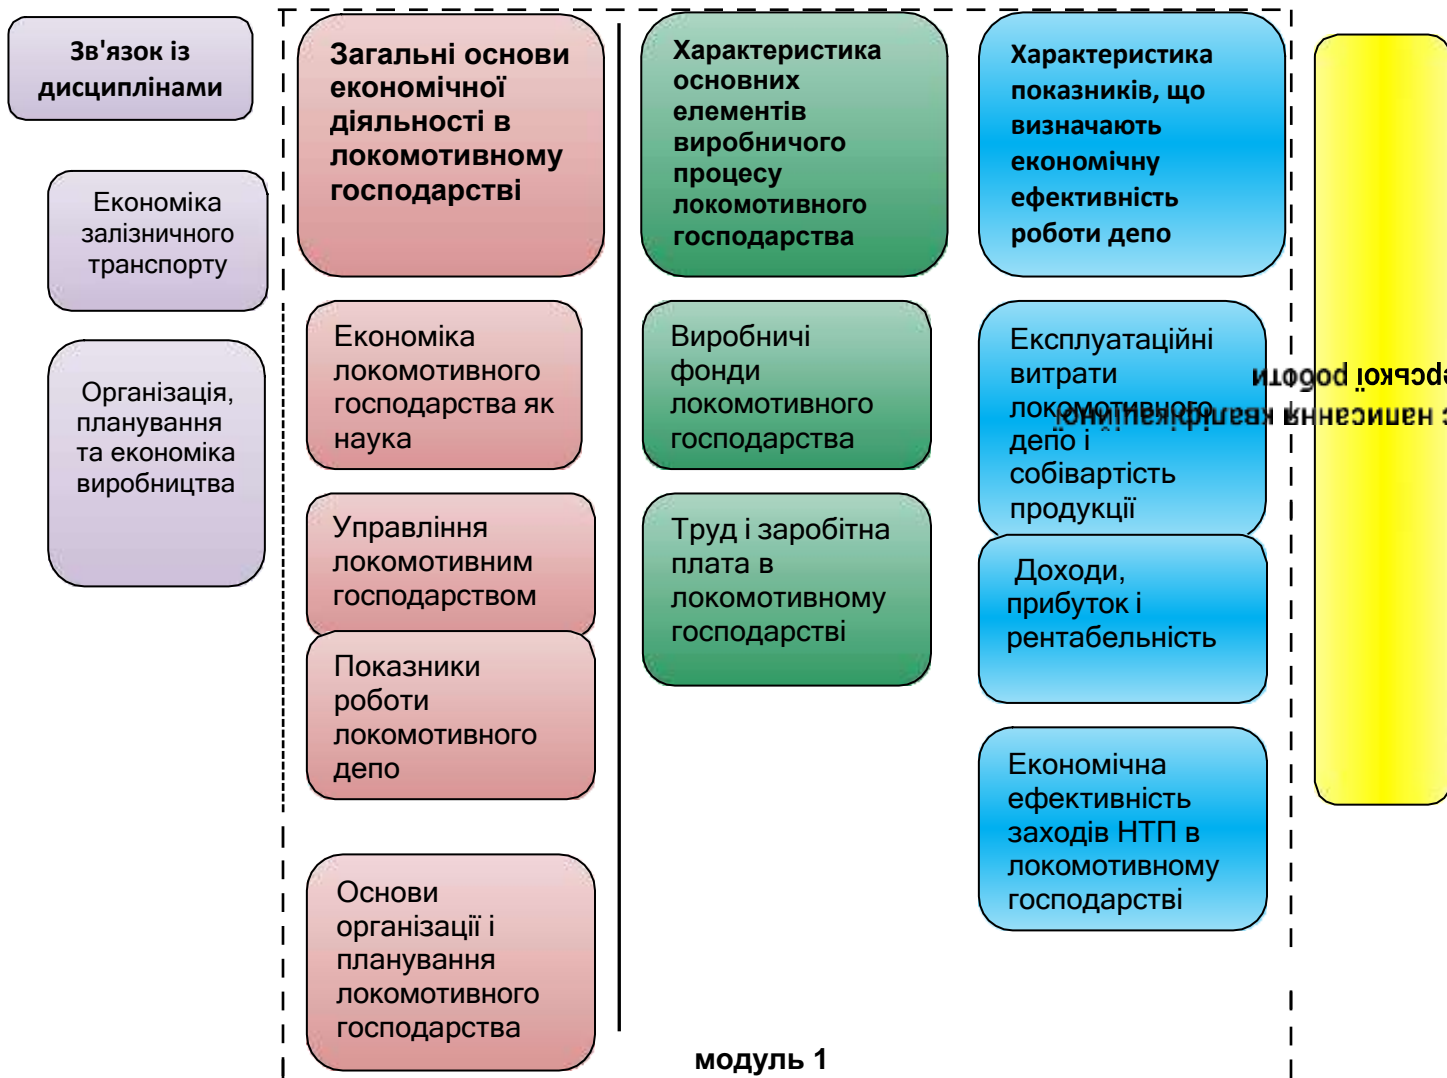 Зв'язок із
дисциплінами
Економіка
залізничного
транспорту
Організація,
планування
та економіка
виробництва
Загальні основи
економічної
діяльності в
локомотивному
господарстві
Економіка
локомотивного
господарства як
наука
Управління
локомотивним
господарством
Показники
роботи
локомотивного
депо
Основи
організації і
планування
локомотивного
господарства
Характеристика
основних
елементів
виробничого
процесу
локомотивного
господарства
Виробничі
фонди
локомотивного
господарства
Труд і заробітна
плата в
локомотивному
господарстві
Характеристика
показників, що
визначають
економічну
ефективність
роботи депо
Експлуатаційні
витрати
локомотивного
депо і
собівартість
продукції
Доходи,
прибуток і
рентабельність
Економічна
ефективність
заходів НТП в
локомотивному
господарстві
написання кваліфікаційної
роботи
модуль 1